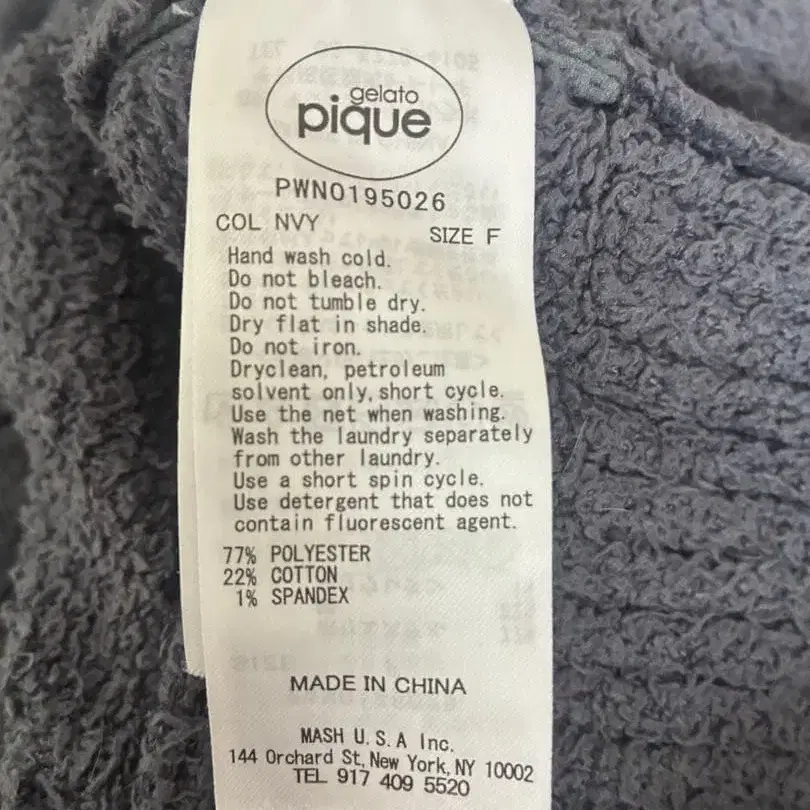 gelato
pique
PWNO195026
COL NVY
SIZE F
Hand wash cold.
Do not bleach.
Do not tumble dry.
Dry flat in shade.
Do not iron.
Dryclean, petroleum
solvent only, short cycle.
Use the net when washing.
Wash the laundry separately
from other laundry.
Use a short spin cycle.
Use detergent that does not
contain fluorescent agent.
77% POLYESTER
22% COTTON
1% SPANDEX
MADE IN CHINA
MASH U.S.A Inc.
144 Orchard St, New York, NY 10002
TEL 917 409 5520